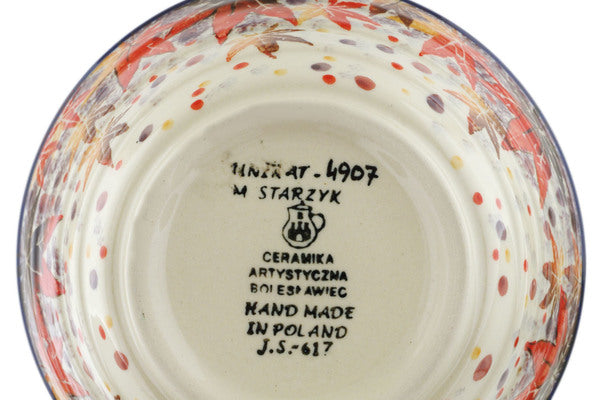 UNIKAT-4907
M STARZYK
CERAMIKA
ARTYSTYCZNA
BOLESŁAWIEC
HAND MADE
IN POLAND
J.S.-617